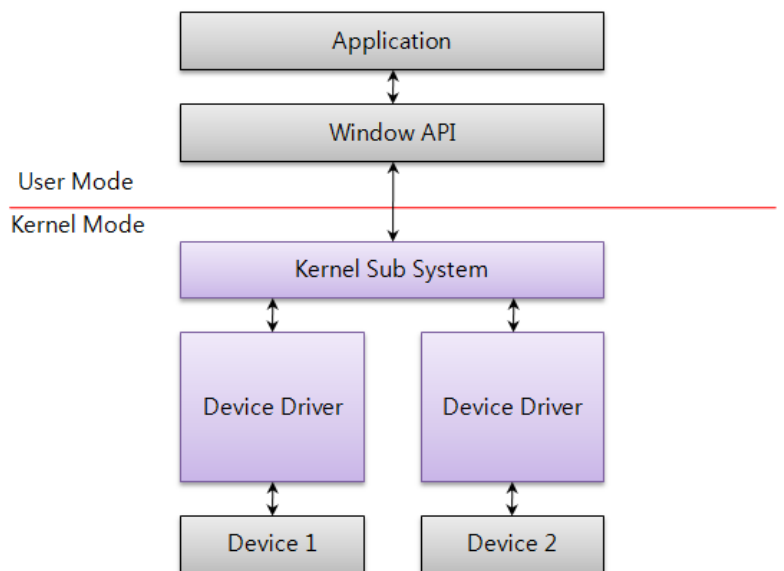 Application
Window API
User Mode
Kernel Mode
Kernel Sub System
Device Driver
Device Driver
Device 1
Device 2